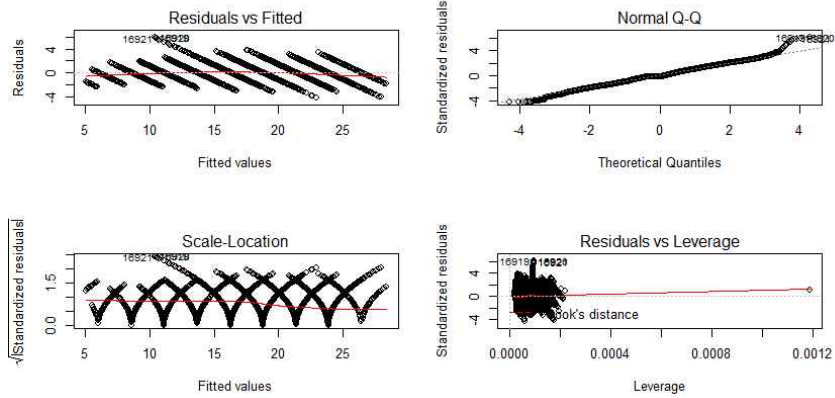 Residuals vs Fitted
Residuals
4
0
-4
5
10
15
20
25
Fitted values
Normal Q-Q
Standardized residuals
4
0
-4
-4
-2
0
2
4
Theoretical Quantiles
Scale-Location
√|Standardized residuals|
1.5
0.0
5
10
15
20
25
Fitted values
Residuals vs Leverage
Standardized residuals
4
0
-4
ook's distance
0.0000
0.0004
0.0008
0.0012
Leverage